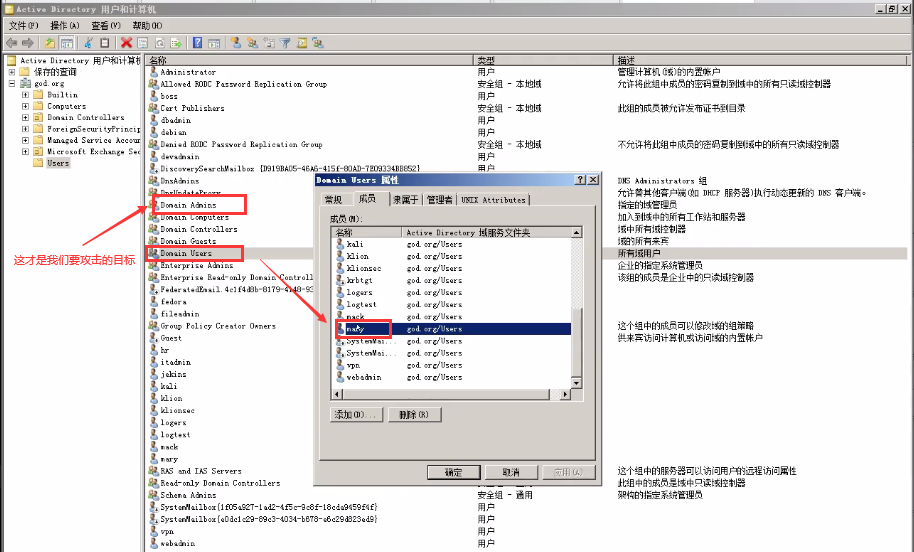 Active Directory 用户和计算机
文件(F) 操作(A) 查看(V) 帮助(H)
Active Directory 用户和计算机
保存的查询
god.org
Builtin
Computers
Domain Controllers
ForeignSecurityPrincip
Managed Service Accoun
Microsoft Exchange Sec
Users
名称 类型 描述
Administrator 用户 管理计算机(域)的内置帐户
Allowed RODC Password Replication Group 安全组 - 本地域 允许将此组中成员的密码复制到域中的所有只读域控制器
boss 用户
Cert Publishers 安全组 - 本地域 此组的成员被允许发布证书到目录
dbadmin 用户
debian 用户
Denied RODC Password Replication Group 安全组 - 本地域 不允许将此组中成员的密码复制到域中的所有只读域控制器
devadmain 用户
DiscoverySearchMailbox {D919BA05-46A6-415f-80AD-7E09334BB852} 用户
DnsAdmins DNS Administrators 组
DnsUpdateProxy 允许替其他客户端(如 DHCP 服务器)执行动态更新的 DNS 客户端。
Domain Admins 指定的域管理员
Domain Computers 加入到域中的所有工作站和服务器
Domain Controllers 域中所有域控制器
Domain Guests 域的所有来宾
Domain Users 所有域用户
Enterprise Admins 企业的指定系统管理员
Enterprise Read-only Domain Controll 该组的成员是企业中的只读域控制器
FederatedEmail.4c1f4d8b-8179-4148-93
fedora
fileadmin
Group Policy Creator Owners 这个组中的成员可以修改域的组策略
Guest 供来宾访问计算机或访问域的内置帐户
hr
itadmin
jekins
kali
klion
klionsec
logers
logtest
mack
mary
RAS and IAS Servers 这个组中的服务器可以访问用户的远程访问属性
Read-only Domain Controllers 此组中的成员是域中只读域控制器
Schema Admins 安全组 - 通用 架构的指定系统管理员
SystemMailbox{1f05a927-1ad2-4f5c-9c8f-18cda9459f4f} 用户
SystemMailbox{e0dc1c29-89c3-4034-b678-e6c29d823ed9} 用户
vpn 用户
webadmin 用户
这才是我们要攻击的目标
Domain Users 属性
常规 成员 隶属于 管理者 UNIX Attributes
成员(M):
名称 Active Directory 域服务文件夹
kali god.org/Users
klion god.org/Users
klionsec god.org/Users
krbtgt god.org/Users
logers god.org/Users
logtest god.org/Users
mack god.org/Users
mary god.org/Users
SystemMai... god.org/Users
SystemMai... god.org/Users
vpn god.org/Users
webadmin god.org/Users
添加(D)... 删除(R)
确定 取消 应用(A)